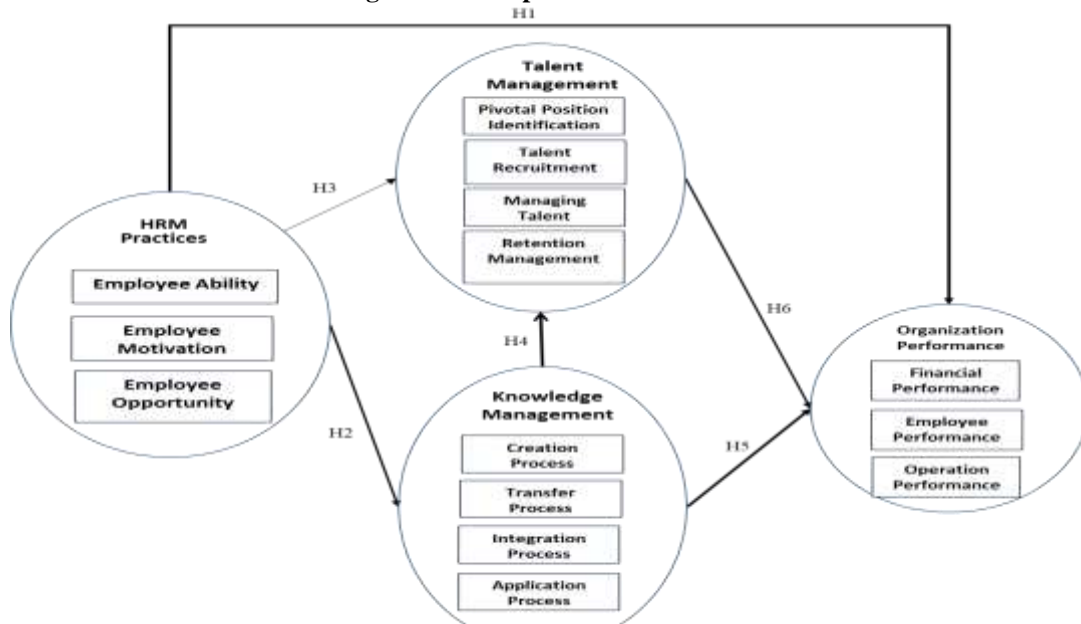 H1
Talent
Management
Pivotal Position
Identification
Talent
Recruitment
Managing
Talent
Retention
Management
H3
HRM
Practices
Employee Ability
Employee
Motivation
Employee
Opportunity
H6
H4
Organization
Performance
Financial
Performance
Employee
Performance
Operation
Performance
Knowledge
Management
H2
H5
Creation
Process
Transfer
Process
Integration
Process
Application
Process